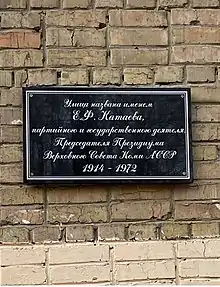 Улица названа именем
Е.Ф. Катаева,
партийного и государственного деятеля,
Председателя Президиума
Верховного Совета Коми АССР
1914 - 1972